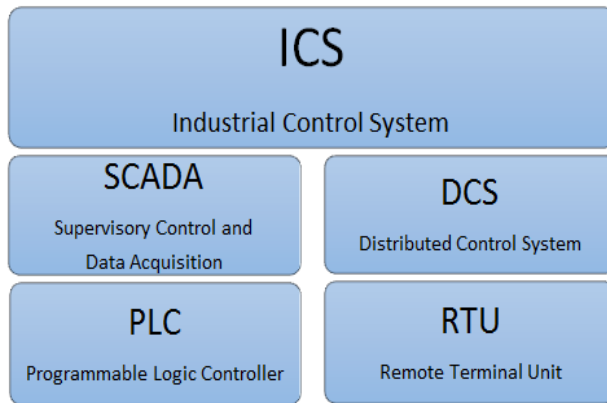 ICS
Industrial Control System
SCADA
Supervisory Control and
Data Acquisition
DCS
Distributed Control System
PLC
Programmable Logic Controller
RTU
Remote Terminal Unit